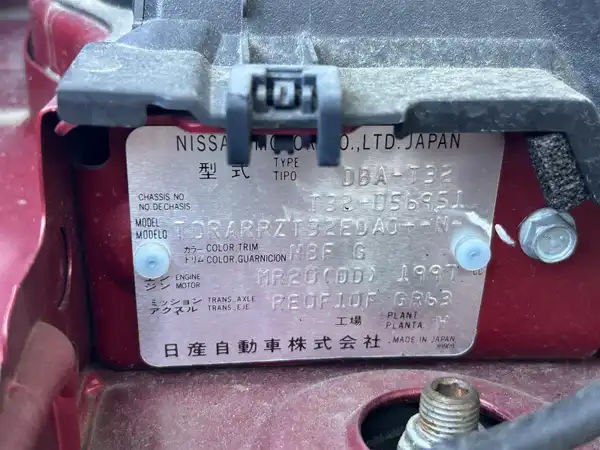 NISSAN MOTOR CO.,LTD.JAPAN
型式 TYPE TIPO DBA-T32
CHASSIS NO. NO.DECHASIS T32-056951
MODEL MODELO TDRARRZT32EDA0--N-
カラー COLOR,TRIM トリム COLOR,GUARNICION NBF G
エンジン ENGINE MOTOR MR20(DD) 1997 cc
ミッション TRANS. AXLE アクスル TRANS. EJE RE0F10F GR63
工場 PLANT PLANTA
日産自動車株式会社 MADE IN JAPAN